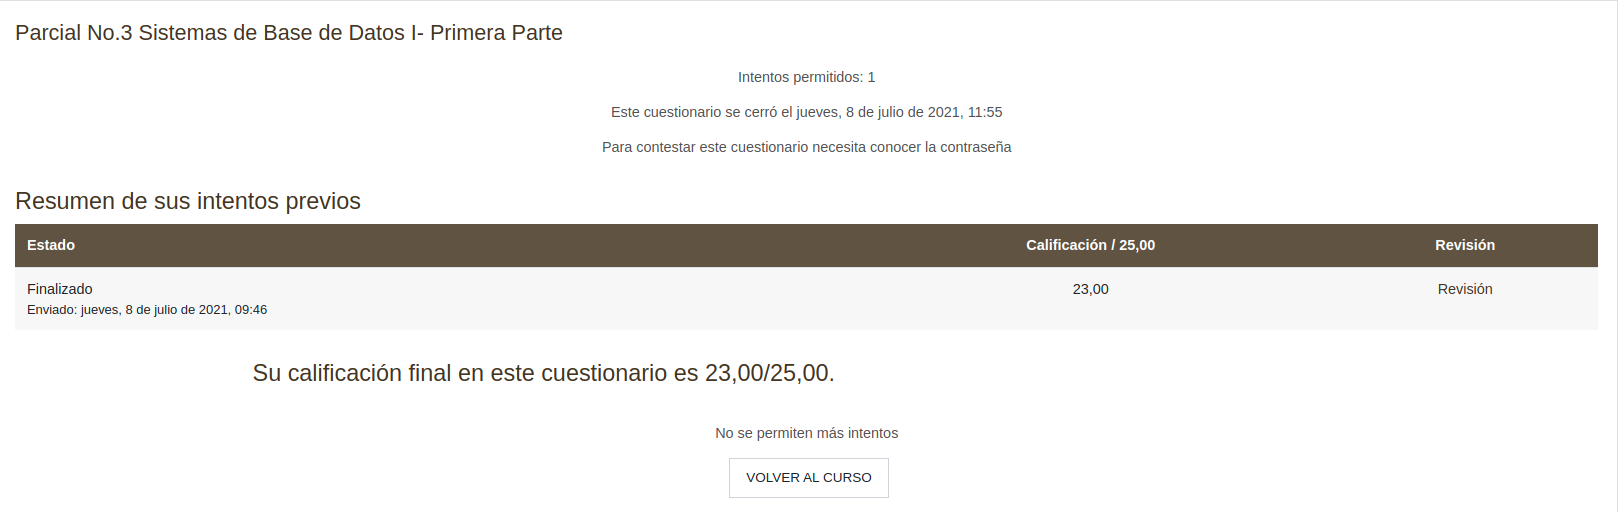 Parcial No.3 Sistemas de Base de Datos I- Primera Parte
Intentos permitidos: 1
Este cuestionario se cerró el jueves, 8 de julio de 2021, 11:55
Para contestar este cuestionario necesita conocer la contraseña
Resumen de sus intentos previos
Estado Calificación / 25,00 Revisión
Finalizado 23,00 Revisión
Enviado: jueves, 8 de julio de 2021, 09:46
Su calificación final en este cuestionario es 23,00/25,00.
No se permiten más intentos
VOLVER AL CURSO